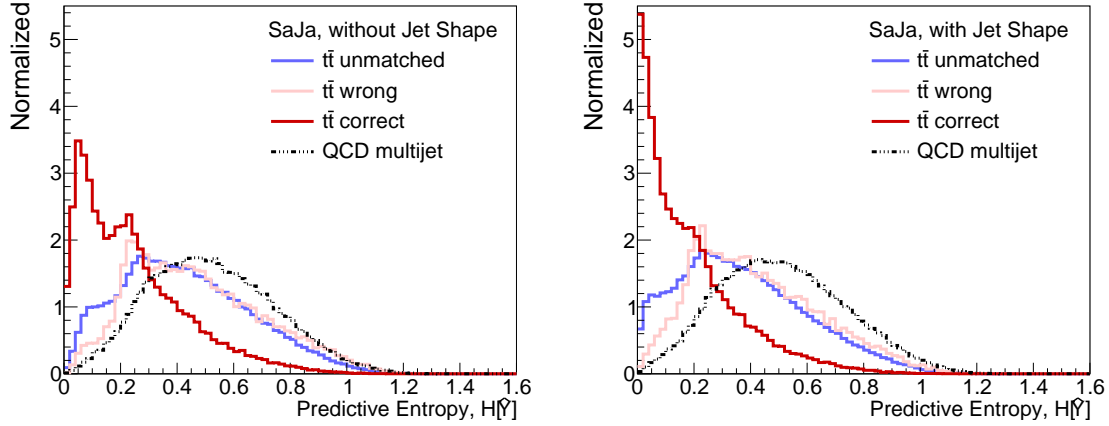 Normalized
5
4
3
2
1
0
SaJa, without Jet Shape
tt̄ unmatched
tt̄ wrong
tt̄ correct
QCD multijet
0 0.2 0.4 0.6 0.8 1 1.2 1.4 1.6
Predictive Entropy, H[Ŷ]
Normalized
5
4
3
2
1
0
SaJa, with Jet Shape
tt̄ unmatched
tt̄ wrong
tt̄ correct
QCD multijet
0 0.2 0.4 0.6 0.8 1 1.2 1.4 1.6
Predictive Entropy, H[Ŷ]